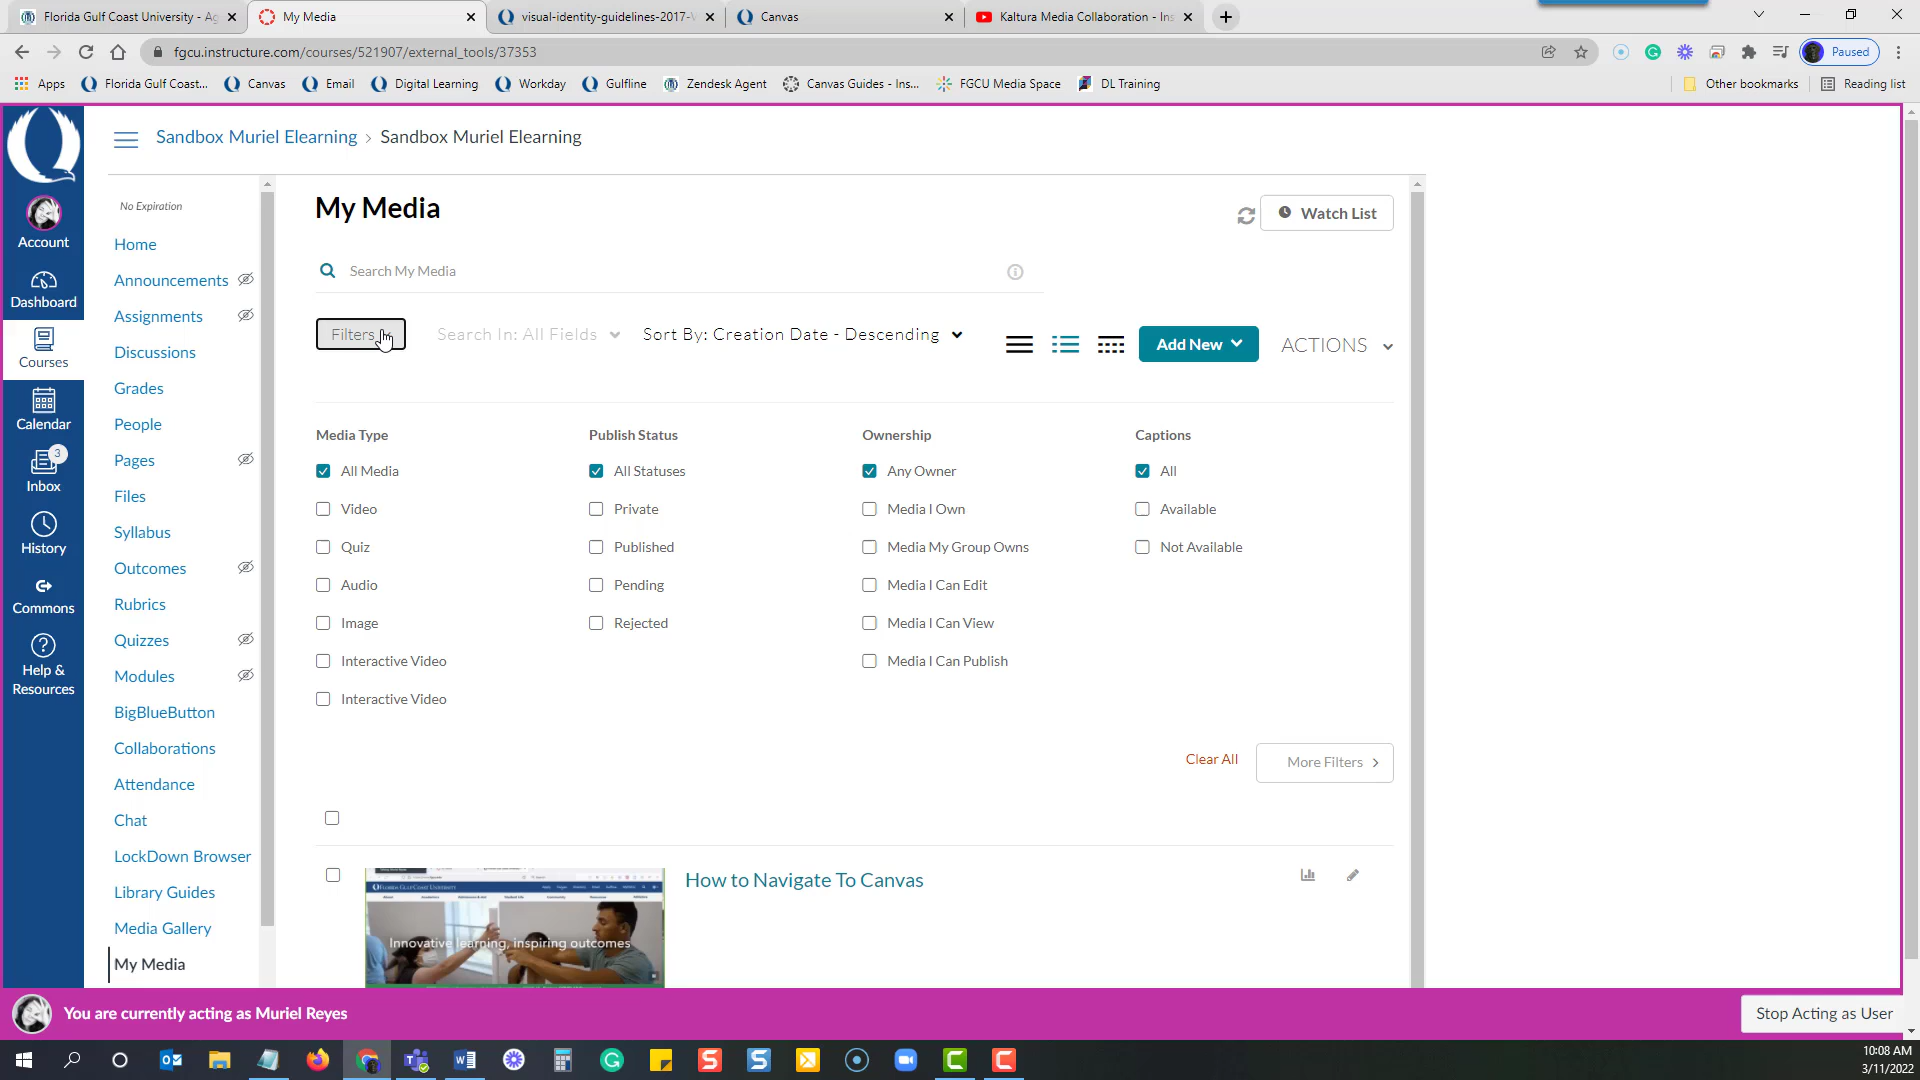 Florida Gulf Coast University - Ag
My Media
visual-identity-guidelines-2017-V
Canvas
Kaltura Media Collaboration - Ins
fgcu.instructure.com/courses/521907/external_tools/37353
Paused
Apps
Florida Gulf Coast...
Canvas
Email
Digital Learning
Workday
Gulfline
Zendesk Agent
Canvas Guides - Ins...
FGCU Media Space
DL Training
Other bookmarks
Reading list
Sandbox Muriel Elearning › Sandbox Muriel Elearning
Account
Dashboard
Courses
Calendar
3
Inbox
History
Commons
Help &
Resources
No Expiration
Home
Announcements
Assignments
Discussions
Grades
People
Pages
Files
Syllabus
Outcomes
Rubrics
Quizzes
Modules
BigBlueButton
Collaborations
Attendance
Chat
LockDown Browser
Library Guides
Media Gallery
My Media
My Media
Watch List
Search My Media
Filters
Search In: All Fields
Sort By: Creation Date - Descending
Add New
ACTIONS
Media Type
All Media
Video
Quiz
Audio
Image
Interactive Video
Interactive Video
Publish Status
All Statuses
Private
Published
Pending
Rejected
Ownership
Any Owner
Media I Own
Media My Group Owns
Media I Can Edit
Media I Can View
Media I Can Publish
Captions
All
Available
Not Available
Clear All
More Filters
How to Navigate To Canvas
FLORIDA GULF COAST UNIVERSITY
Innovative learning, inspiring outcomes
You are currently acting as Muriel Reyes
Stop Acting as User
10:08 AM
3/11/2022